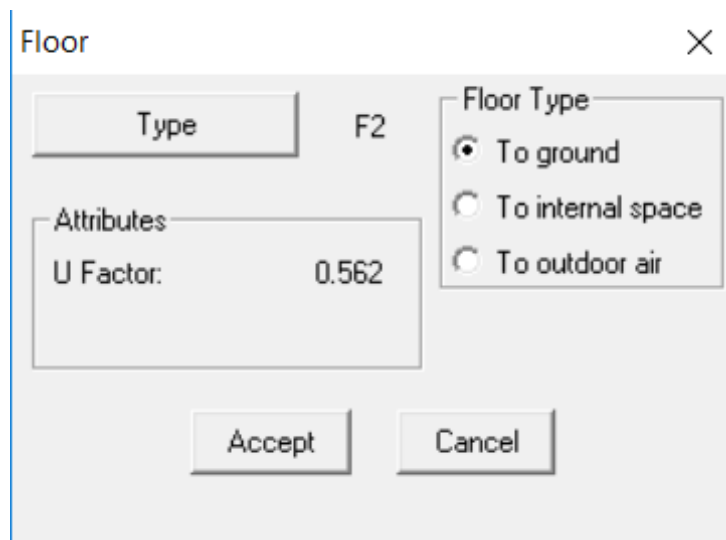 Floor
Type F2
Floor Type
To ground
To internal space
To outdoor air
Attributes
U Factor: 0.562
Accept Cancel